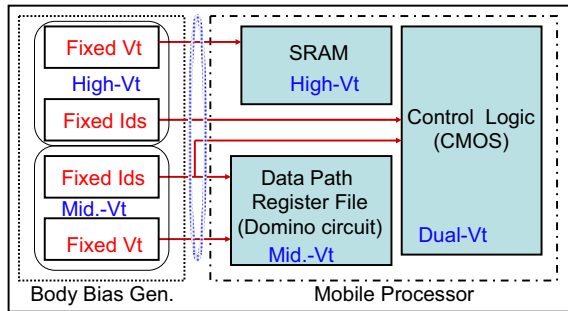 Fixed Vt
High-Vt
Fixed Ids
Fixed Ids
Mid.-Vt
Fixed Vt
Body Bias Gen.
SRAM
High-Vt
Data Path
Register File
(Domino circuit)
Mid.-Vt
Control Logic
(CMOS)
Dual-Vt
Mobile Processor